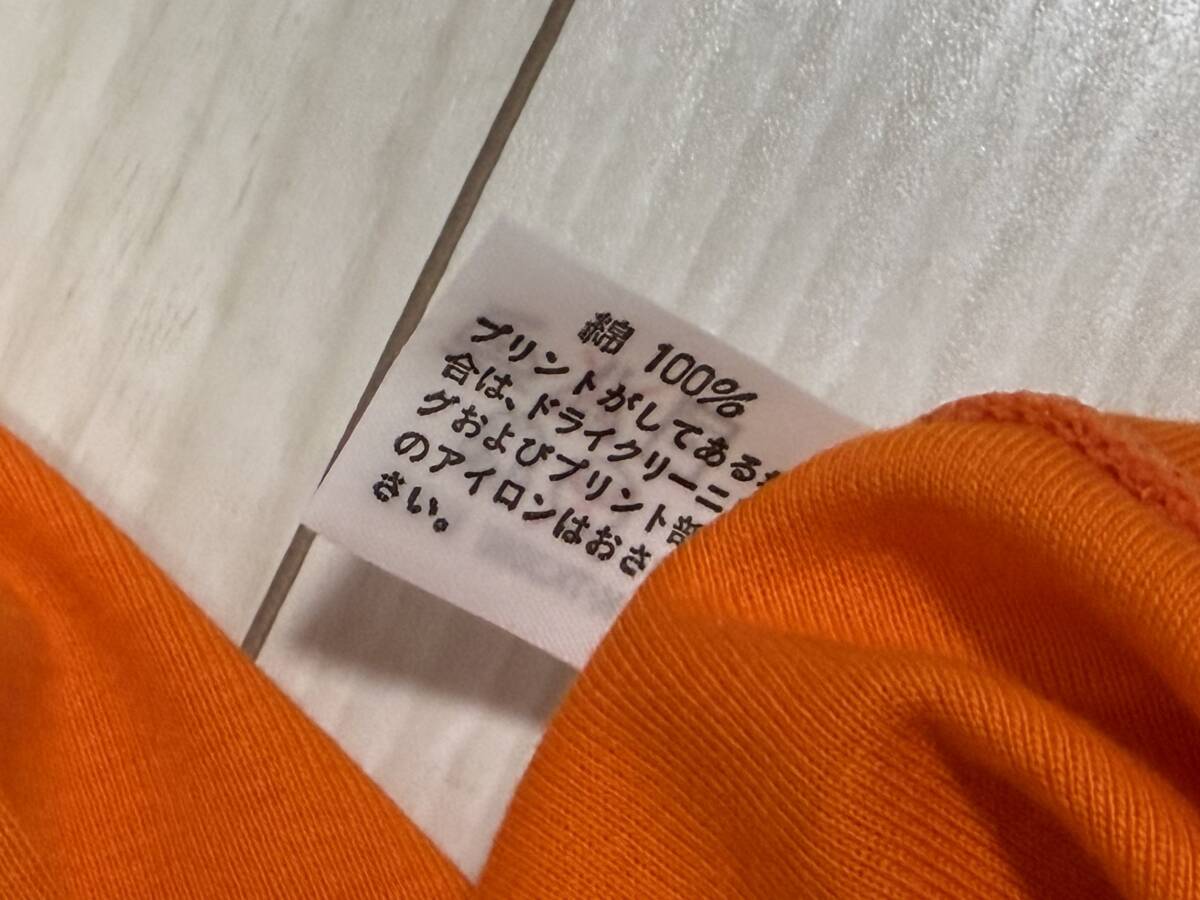 綿 100%
プリントがしてある
合は、ドライクリーニ
グおよびプリント部
のアイロンはおさ
さい。